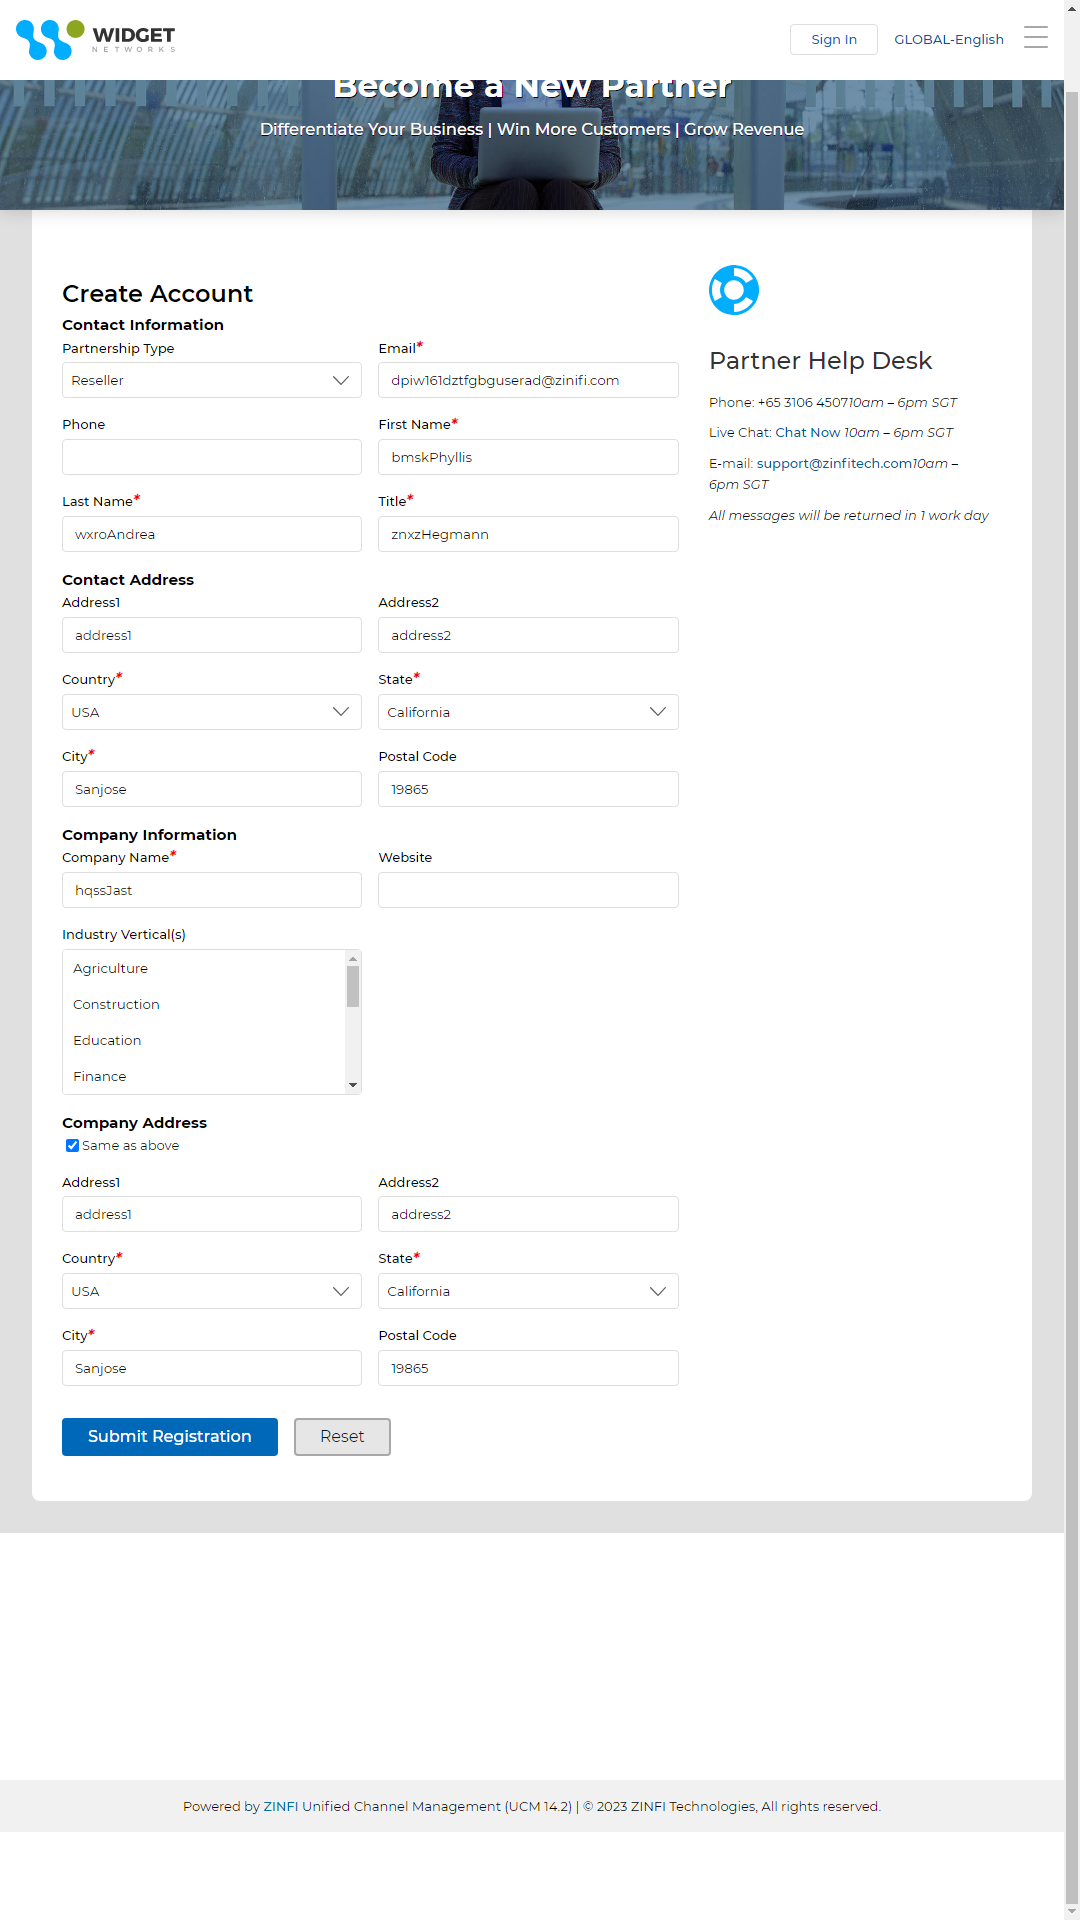 WIDGET
NETWORKS
Sign In
GLOBAL-English
Become a New Partner
Differentiate Your Business | Win More Customers | Grow Revenue
Create Account
Contact Information
Partnership Type
Email*
Reseller
dpiw161dztfgbguserad@zinifi.com
Phone
First Name*
bmskPhyllis
Last Name*
Title*
wxroAndrea
znxzHegmann
Contact Address
Address1
Address2
address1
address2
Country*
State*
USA
California
City*
Postal Code
Sanjose
19865
Company Information
Company Name*
Website
hqssJast
Industry Vertical(s)
Agriculture
Construction
Education
Finance
Company Address
Same as above
Address1
Address2
address1
address2
Country*
State*
USA
California
City*
Postal Code
Sanjose
19865
Submit Registration
Reset
Partner Help Desk
Phone: +65 3106 450710am – 6pm SGT
Live Chat: Chat Now 10am – 6pm SGT
E-mail: support@zinfitech.com10am –
6pm SGT
All messages will be returned in 1 work day
Powered by ZINFI Unified Channel Management (UCM 14.2) | © 2023 ZINFI Technologies, All rights reserved.